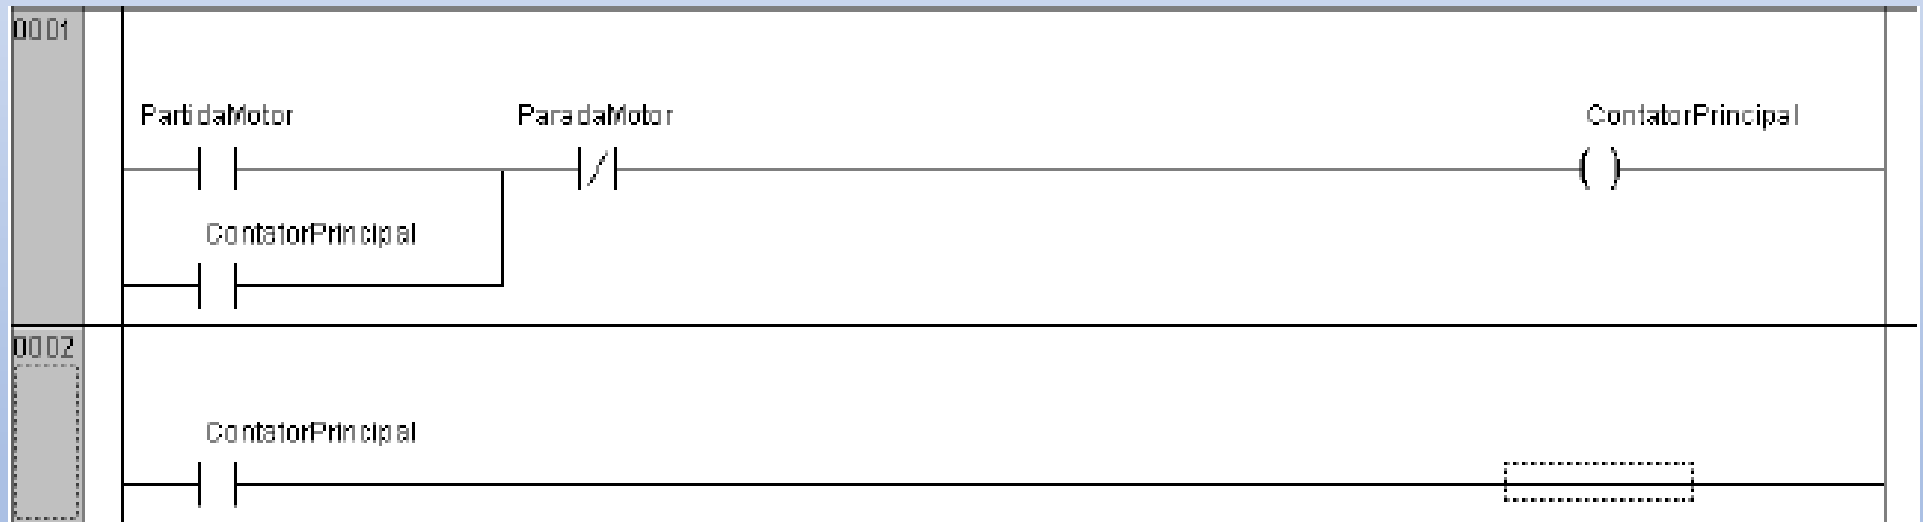 0001
PartidaMotor ParadaMotor ContatorPrincipal
ContatorPrincipal
0002
ContatorPrincipal